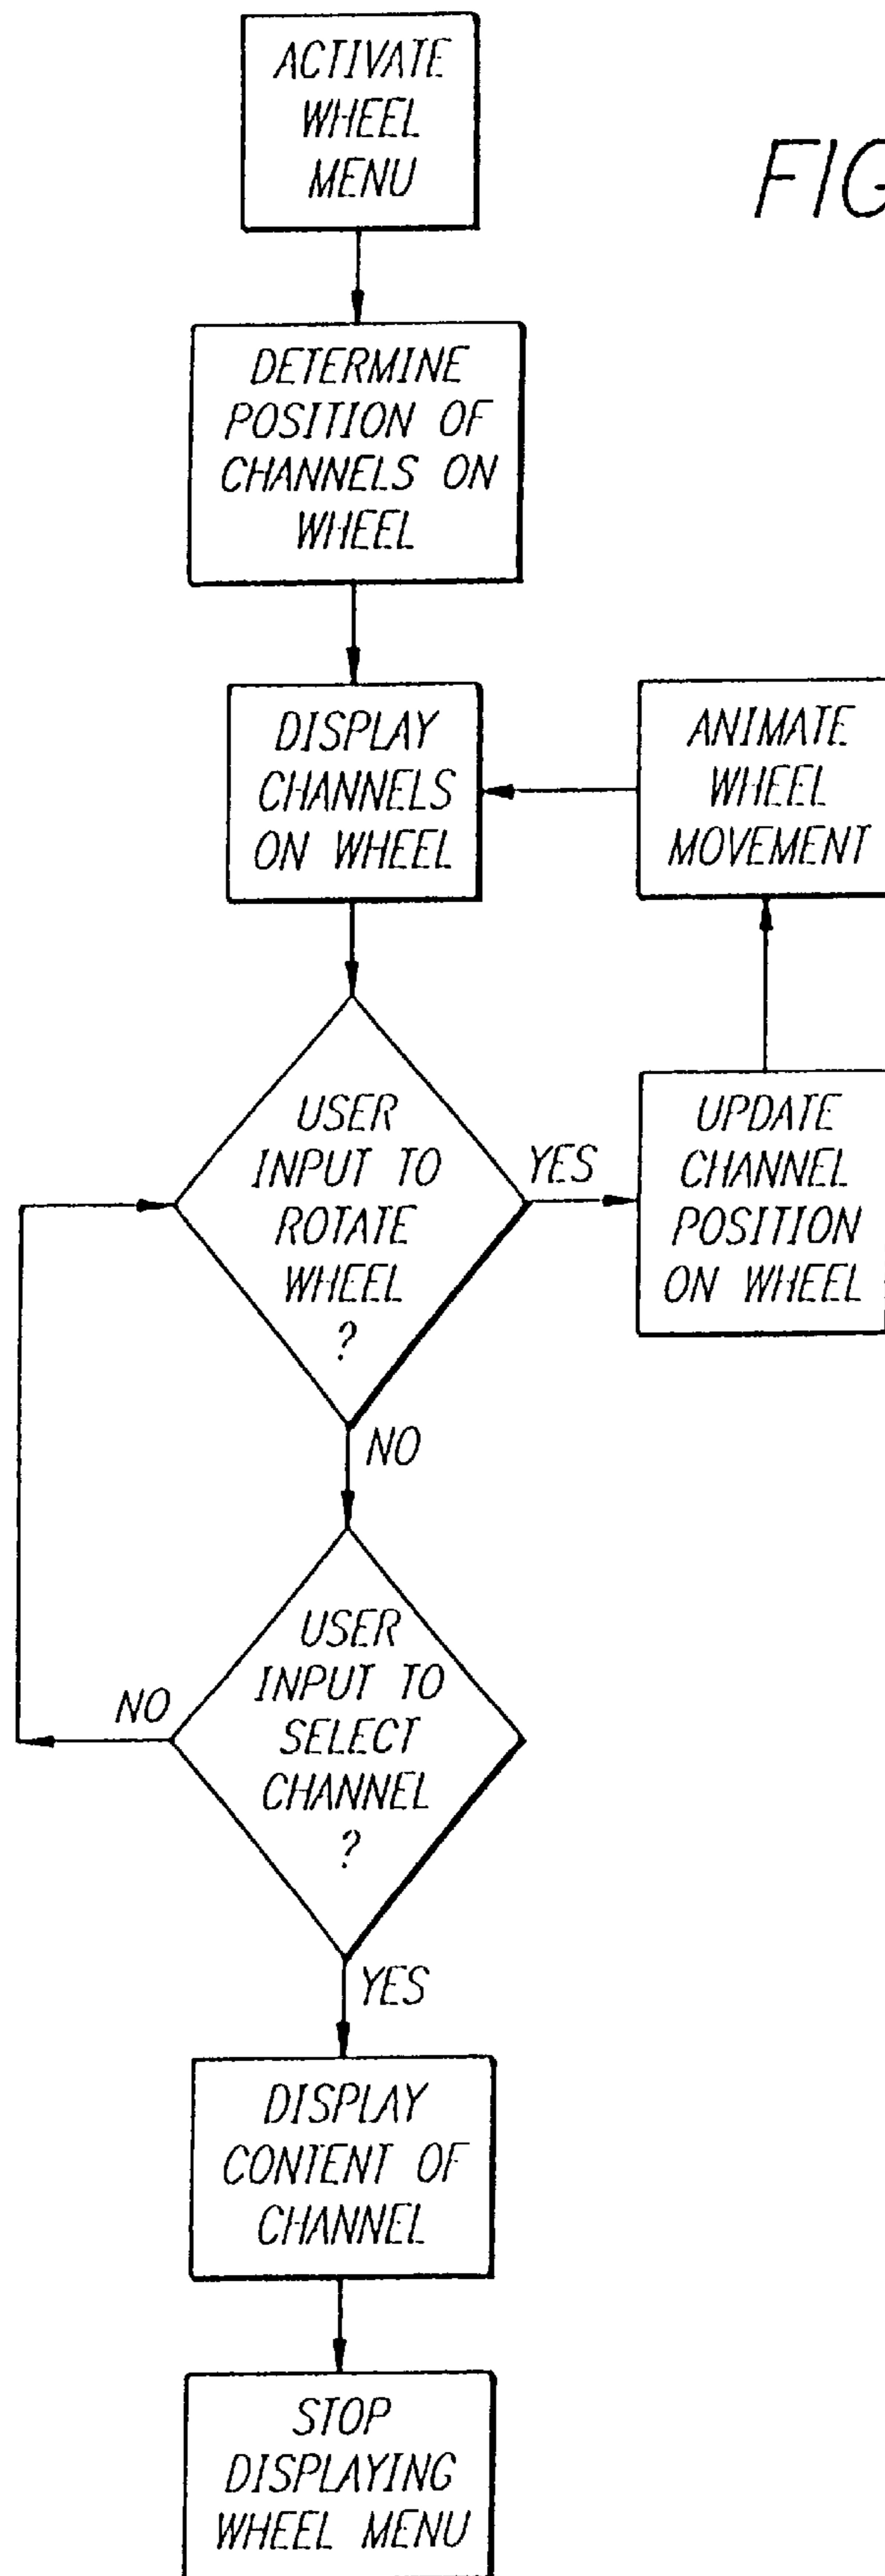 ACTIVATE
WHEEL
MENU
FIG
DETERMINE
POSITION OF
CHANNELS ON
WHEEL
DISPLAY
CHANNELS
ON WHEEL
ANIMATE
WHEEL
MOVEMENT
USER
INPUT TO
ROTATE
WHEEL
?
YES
UPDATE
CHANNEL
POSITION
ON WHEEL
NO
USER
INPUT TO
SELECT
CHANNEL
?
NO
YES
DISPLAY
CONTENT OF
CHANNEL
STOP
DISPLAYING
WHEEL MENU